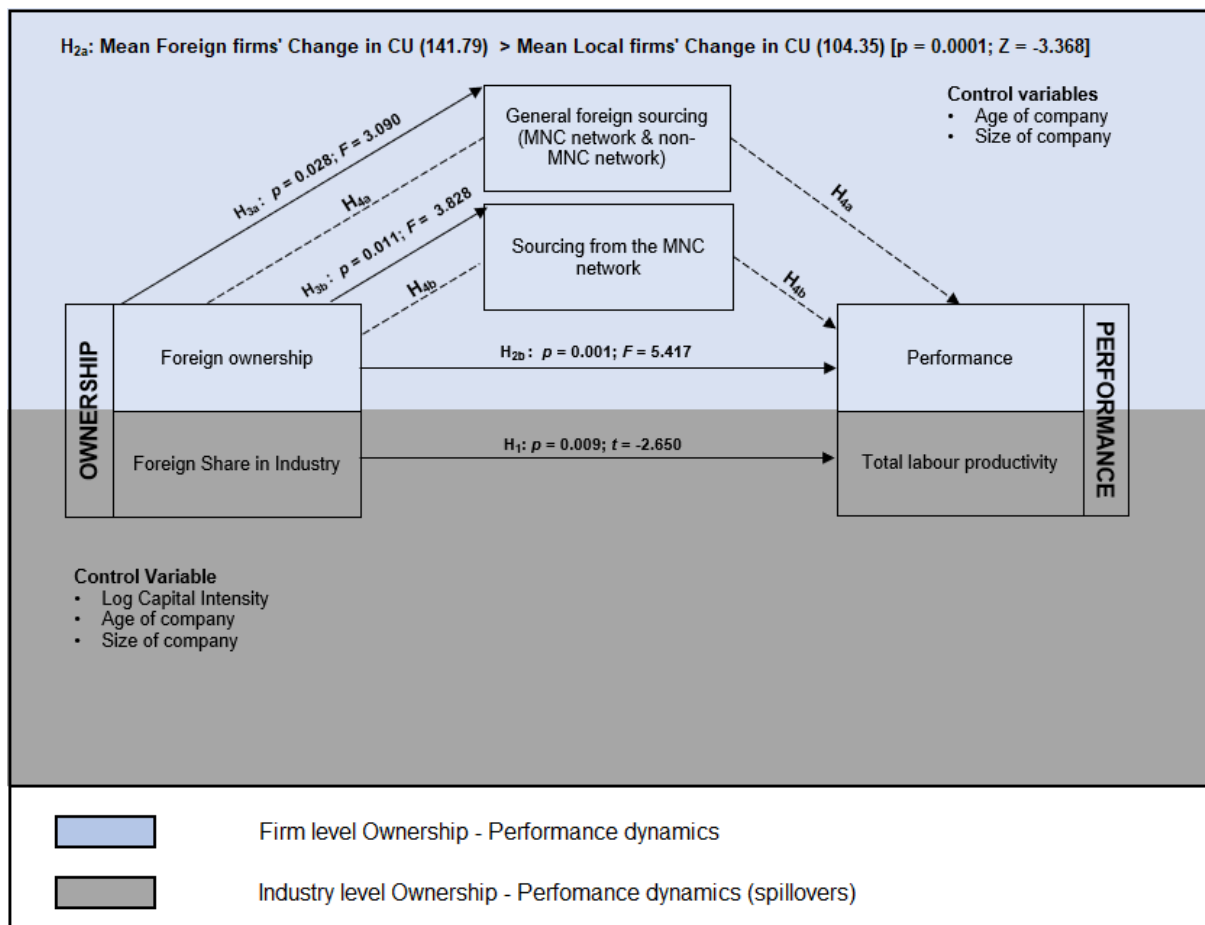 H2a: Mean Foreign firms' Change in CU (141.79) > Mean Local firms' Change in CU (104.35) [p = 0.0001; Z = -3.368]
Control variables
• Age of company
• Size of company
General foreign sourcing
(MNC network & non-
MNC network)
H3a: p = 0.028; F = 3.090
H4a
H4a
Sourcing from the MNC
network
H3b: p = 0.011; F = 3.828
H4b
H4b
OWNERSHIP
Foreign ownership
H2b: p = 0.001; F = 5.417
Performance
PERFORMANCE
Foreign Share in Industry
H1: p = 0.009; t = -2.650
Total labour productivity
Control Variable
• Log Capital Intensity
• Age of company
• Size of company
Firm level Ownership - Performance dynamics
Industry level Ownership - Perfomance dynamics (spillovers)